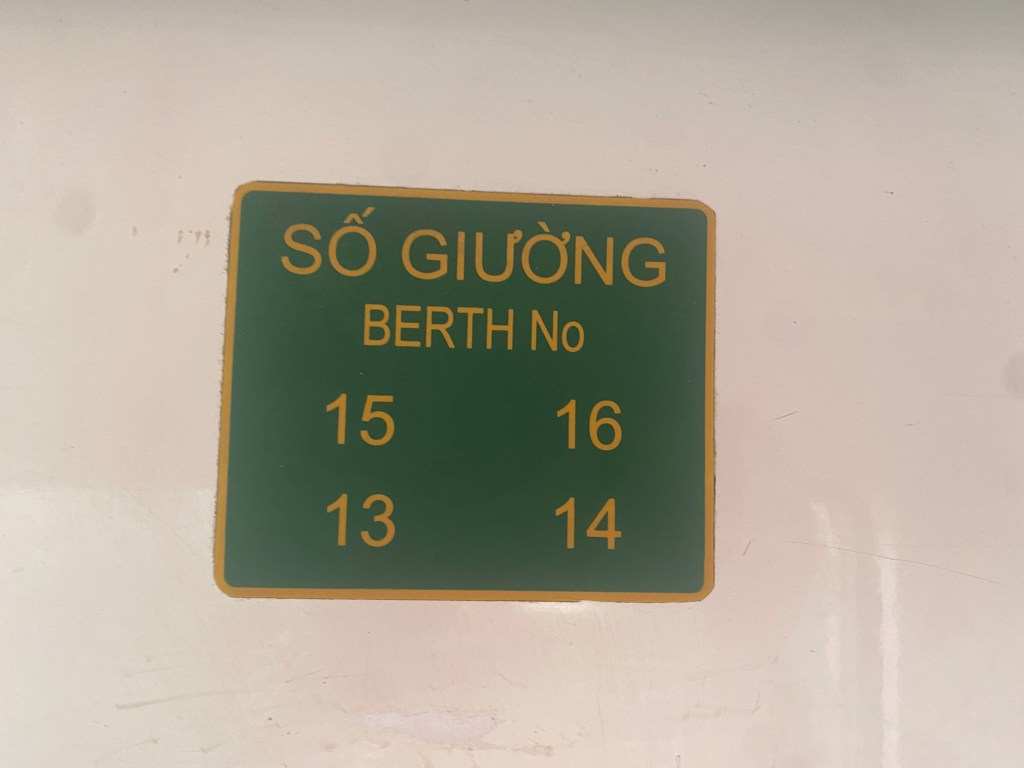 SỐ GIƯỜNG
BERTH No
15 16
13 14